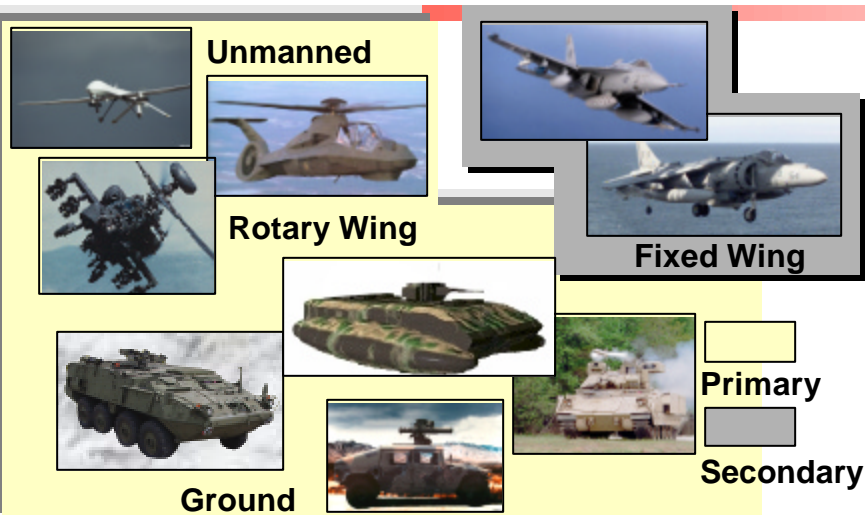 Unmanned
Rotary Wing
Fixed Wing
Primary
Secondary
Ground